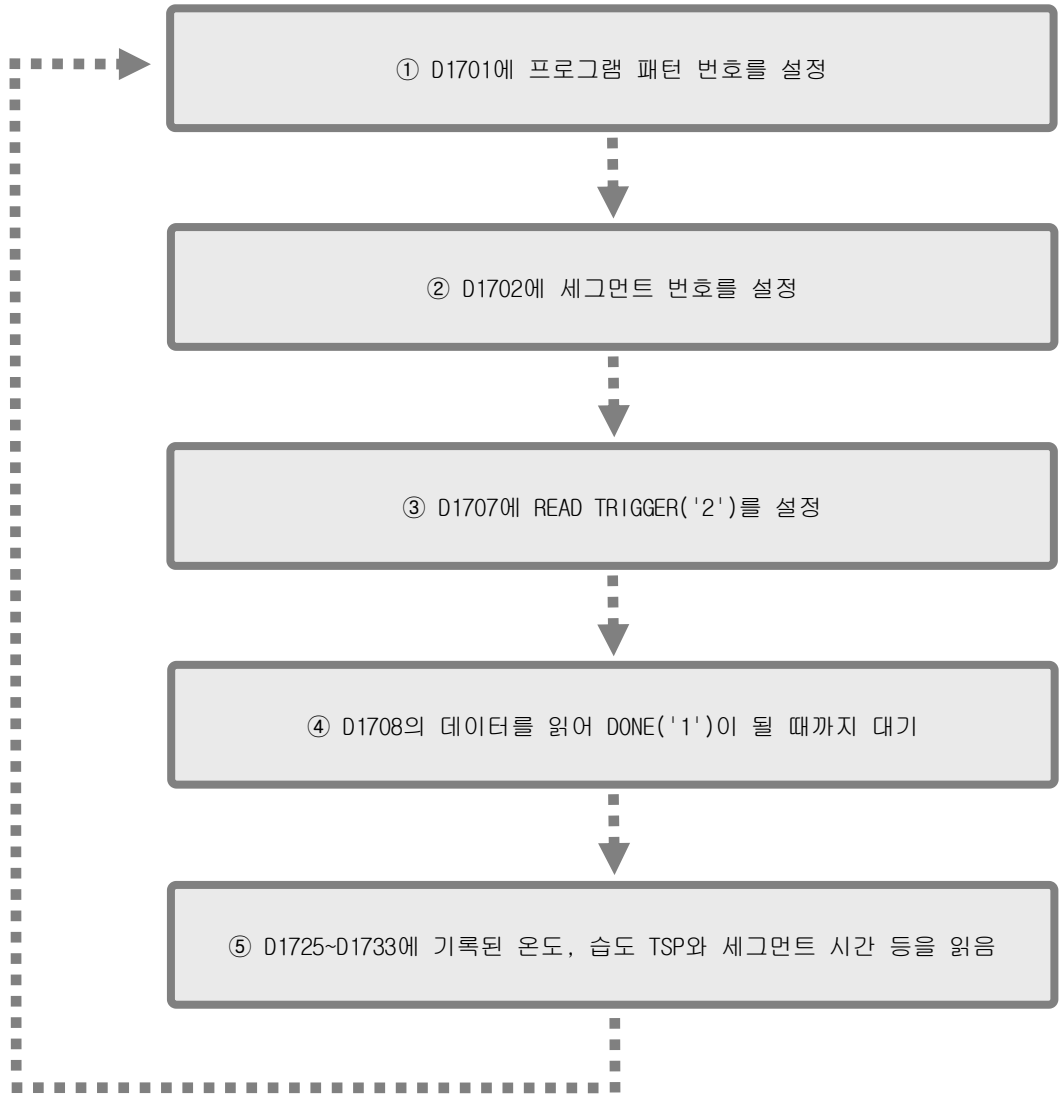 ① D1701에 프로그램 패턴 번호를 설정
② D1702에 세그먼트 번호를 설정
③ D1707에 READ TRIGGER('2')를 설정
④ D1708의 데이터를 읽어 DONE('1')이 될 때까지 대기
⑤ D1725~D1733에 기록된 온도, 습도 TSP와 세그먼트 시간 등을 읽음